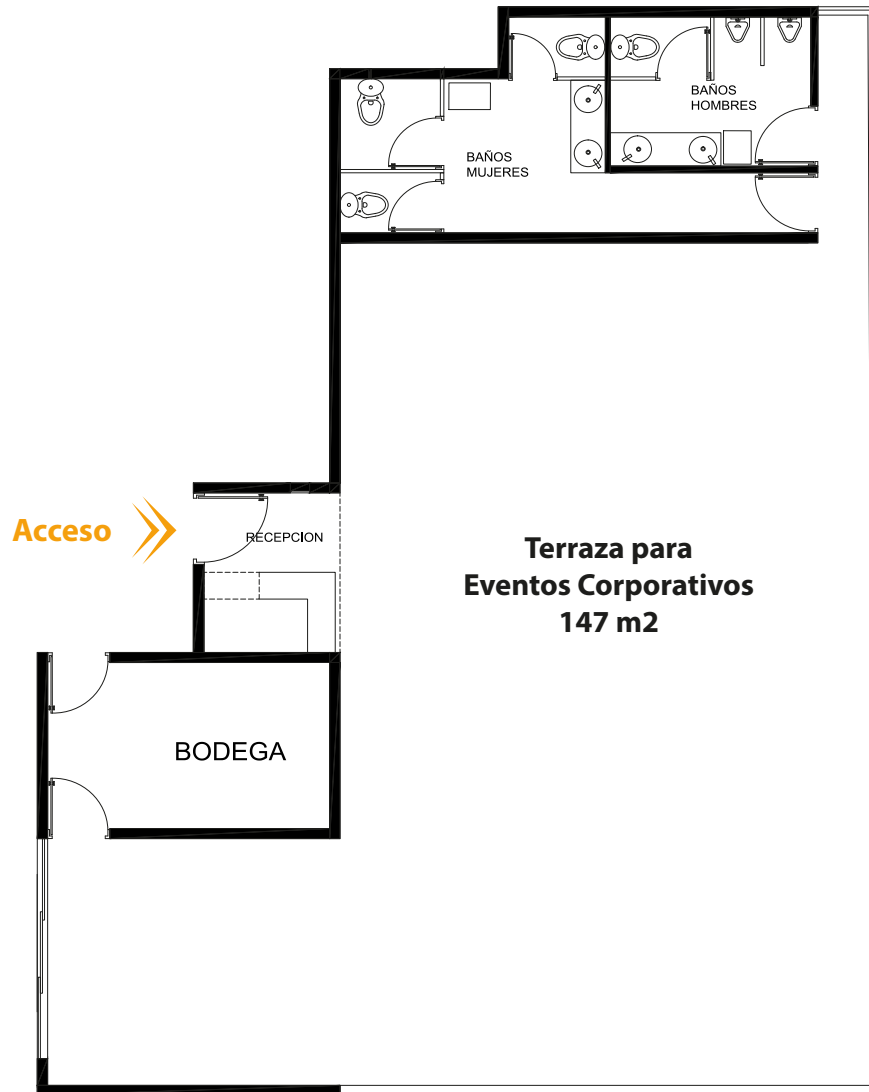 BAÑOS
HOMBRES
BAÑOS
MUJERES
Acceso
RECEPCION
Terraza para
Eventos Corporativos
147 m2
BODEGA